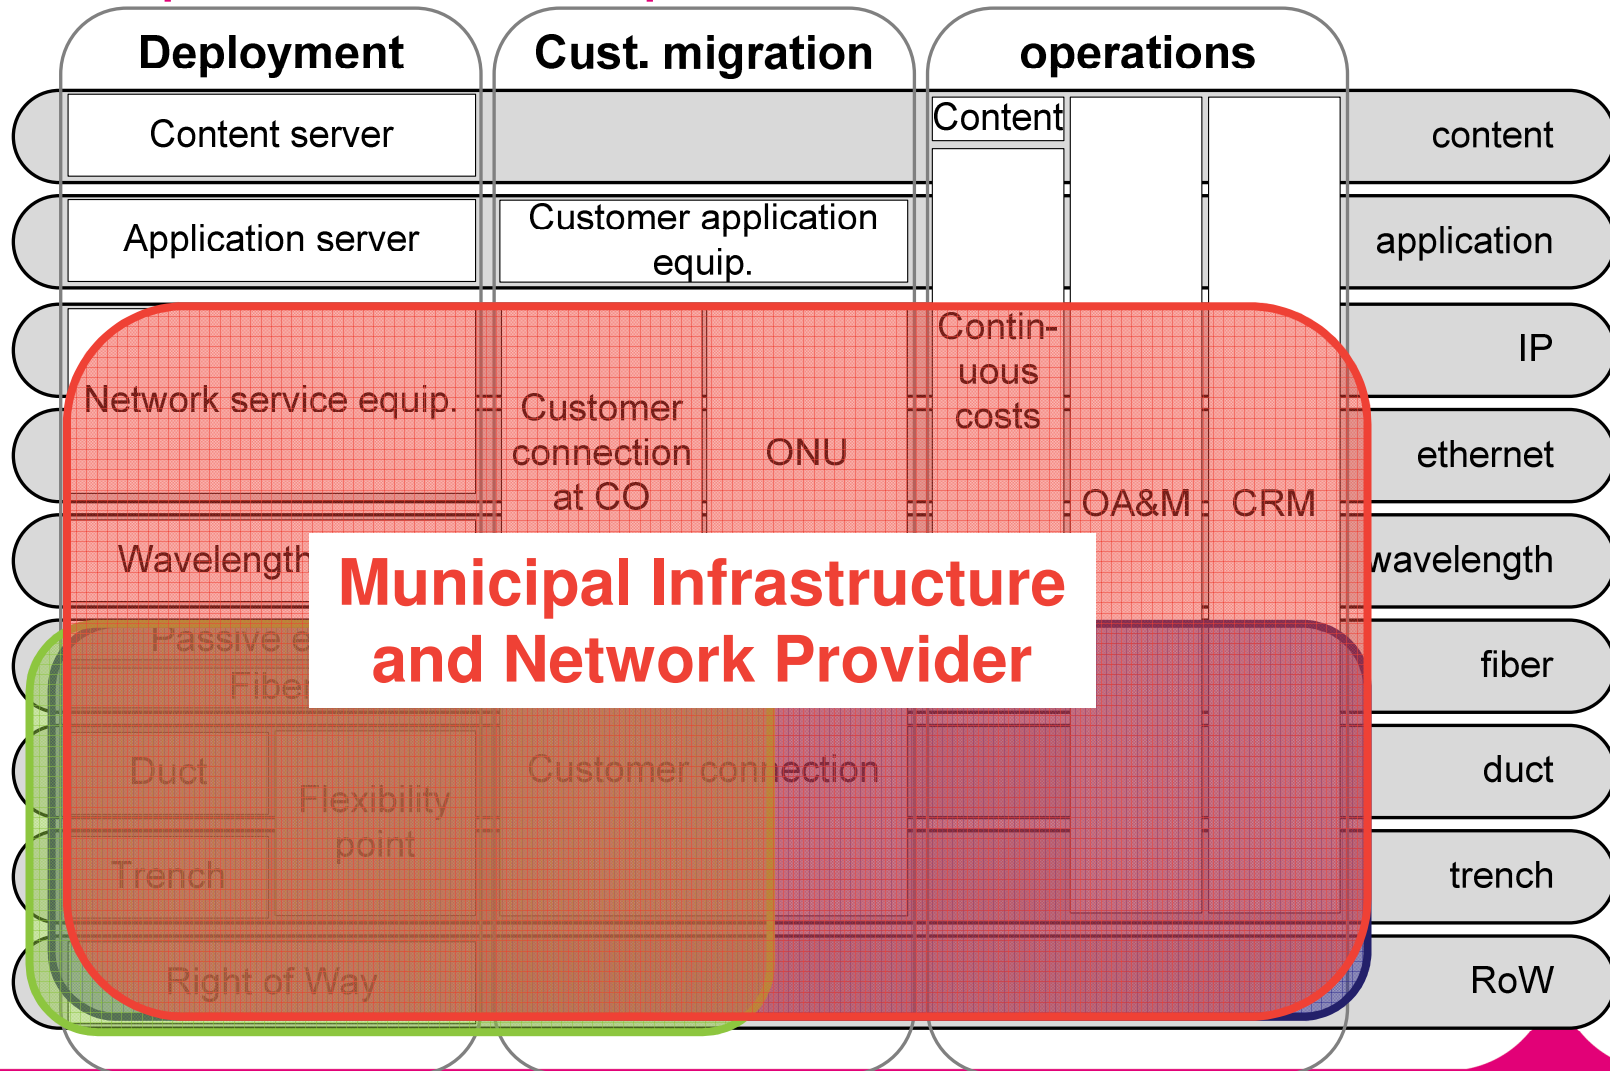 Deployment
Cust. migration
operations
Content server
Content
content
Application server
Customer application
equip.
application
Contin-
uous
costs
IP
Network service equip.
Customer
connection
at CO
ONU
ethernet
OA&M
CRM
Wavelength
wavelength
Municipal Infrastructure
and Network Provider
Passive e
Fiber
fiber
Duct
Flexibility
point
Customer connection
duct
Trench
trench
Right of Way
RoW